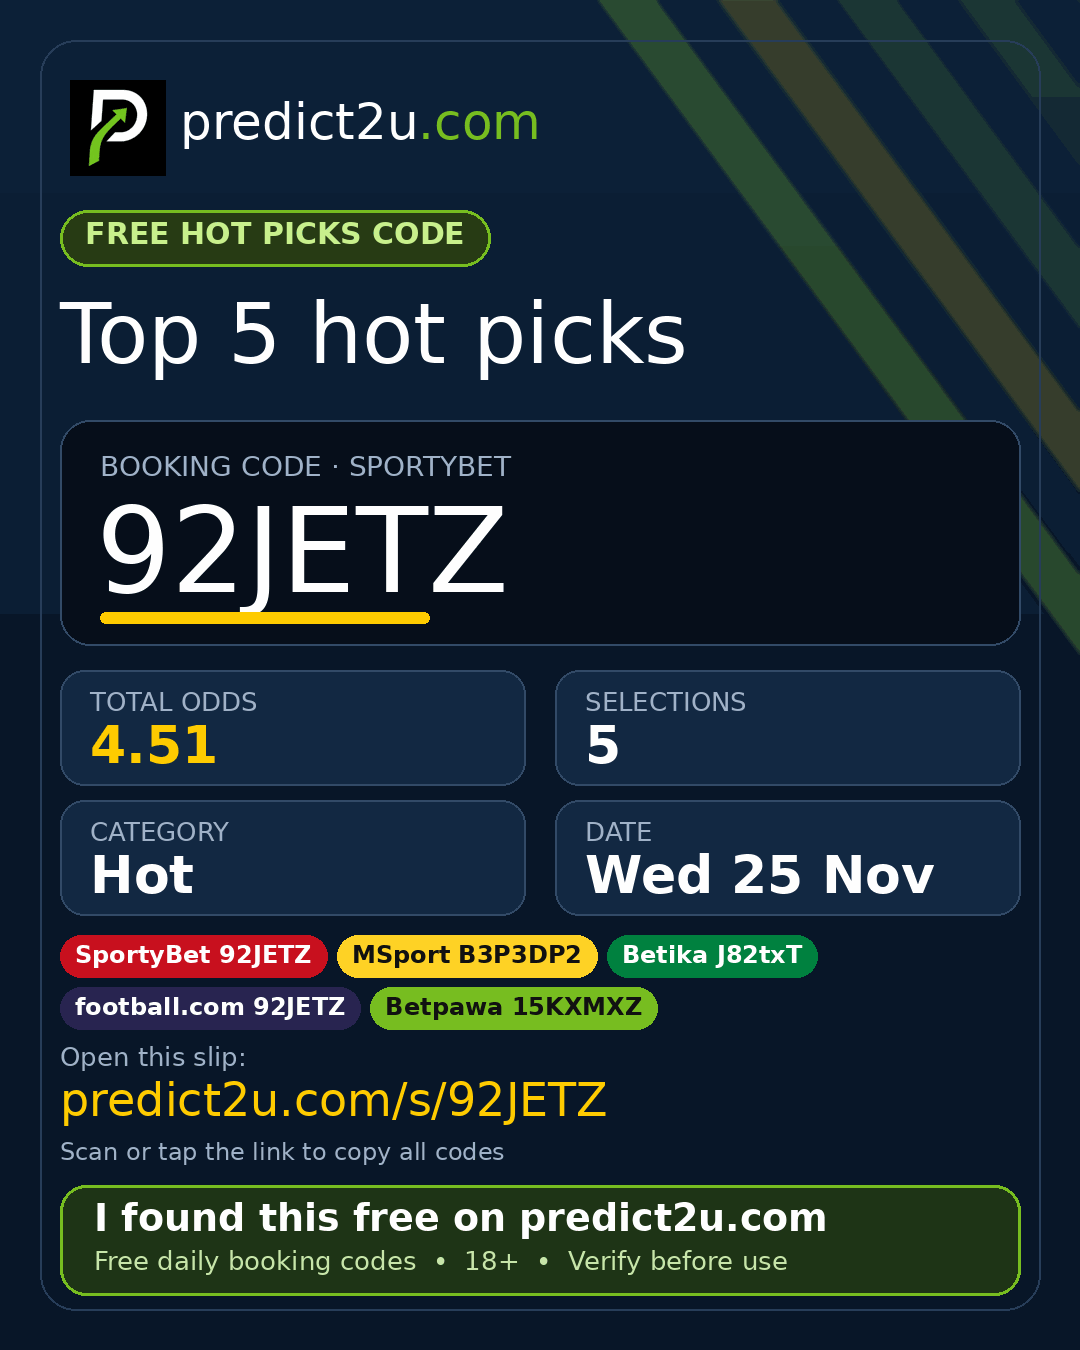 predict2u.com
FREE HOT PICKS CODE
Top 5 hot picks
BOOKING CODE · SPORTYBET
92JETZ
TOTAL ODDS
4.51
SELECTIONS
5
CATEGORY
Hot
DATE
Wed 25 Nov
SportyBet 92JETZ
MSport B3P3DP2
Betika J82txT
football.com 92JETZ
Betpawa 15KXMXZ
Open this slip:
predict2u.com/s/92JETZ
Scan or tap the link to copy all codes
I found this free on predict2u.com
Free daily booking codes • 18+ • Verify before use